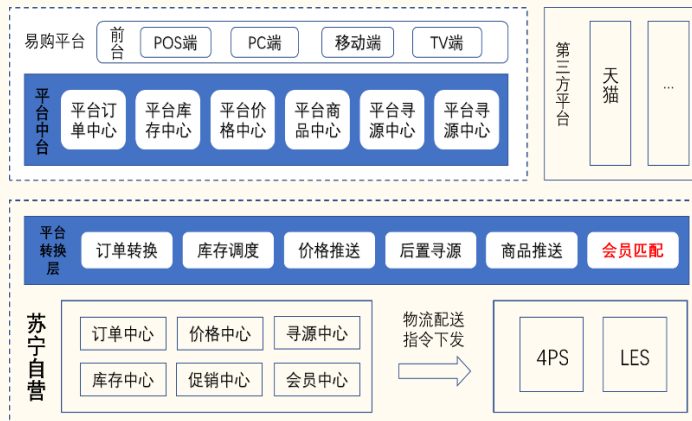 易购平台
前台
POS端
PC端
移动端
TV端
平台中台
平台订
单中心
平台库
存中心
平台价
格中心
平台商
品中心
平台寻
源中心
平台寻
源中心
第三方平台
天猫
...
平台
转换
层
订单转换
库存调度
价格推送
后置寻源
商品推送
会员匹配
苏宁自营
订单中心
价格中心
寻源中心
库存中心
促销中心
会员中心
物流配送
指令下发
4PS
LES